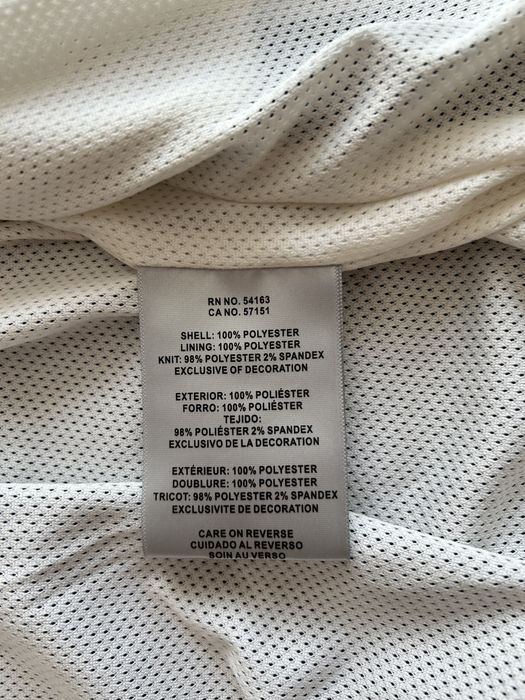 RN NO. 54163
CA NO. 57151
SHELL: 100% POLYESTER
LINING: 100% POLYESTER
KNIT: 98% POLYESTER 2% SPANDEX
EXCLUSIVE OF DECORATION
EXTERIOR: 100% POLIÉSTER
FORRO: 100% POLIÉSTER
TEJIDO:
98% POLIÉSTER 2% SPANDEX
EXCLUSIVO DE LA DECORATION
EXTÉRIEUR: 100% POLYESTER
DOUBLURE: 100% POLYESTER
TRICOT: 98% POLYESTER 2% SPANDEX
EXCLUSIVITE DE DECORATION
CARE ON REVERSE
CUIDADO AL REVERSO
SOIN AU VERSO